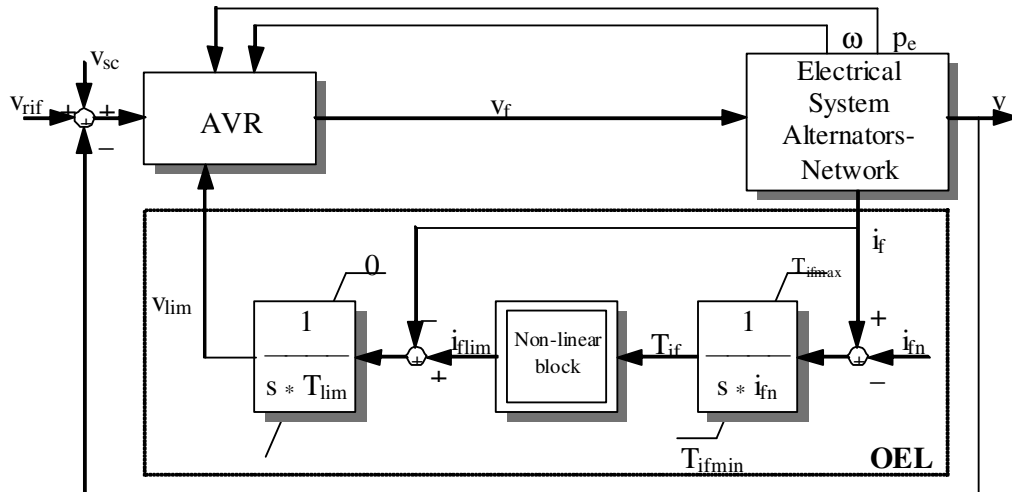 ω pₑ
v_sc
v_rif + +
+
−
AVR
v_f
Electrical
System
Alternators-
Network
v
i_f
0
T_ifmax
v_lim
1
s * T_lim
−
+
+
i_flim
Non-linear
block
T_if
1
s * i_fn
+
+
−
i_fn
T_ifmin
OEL